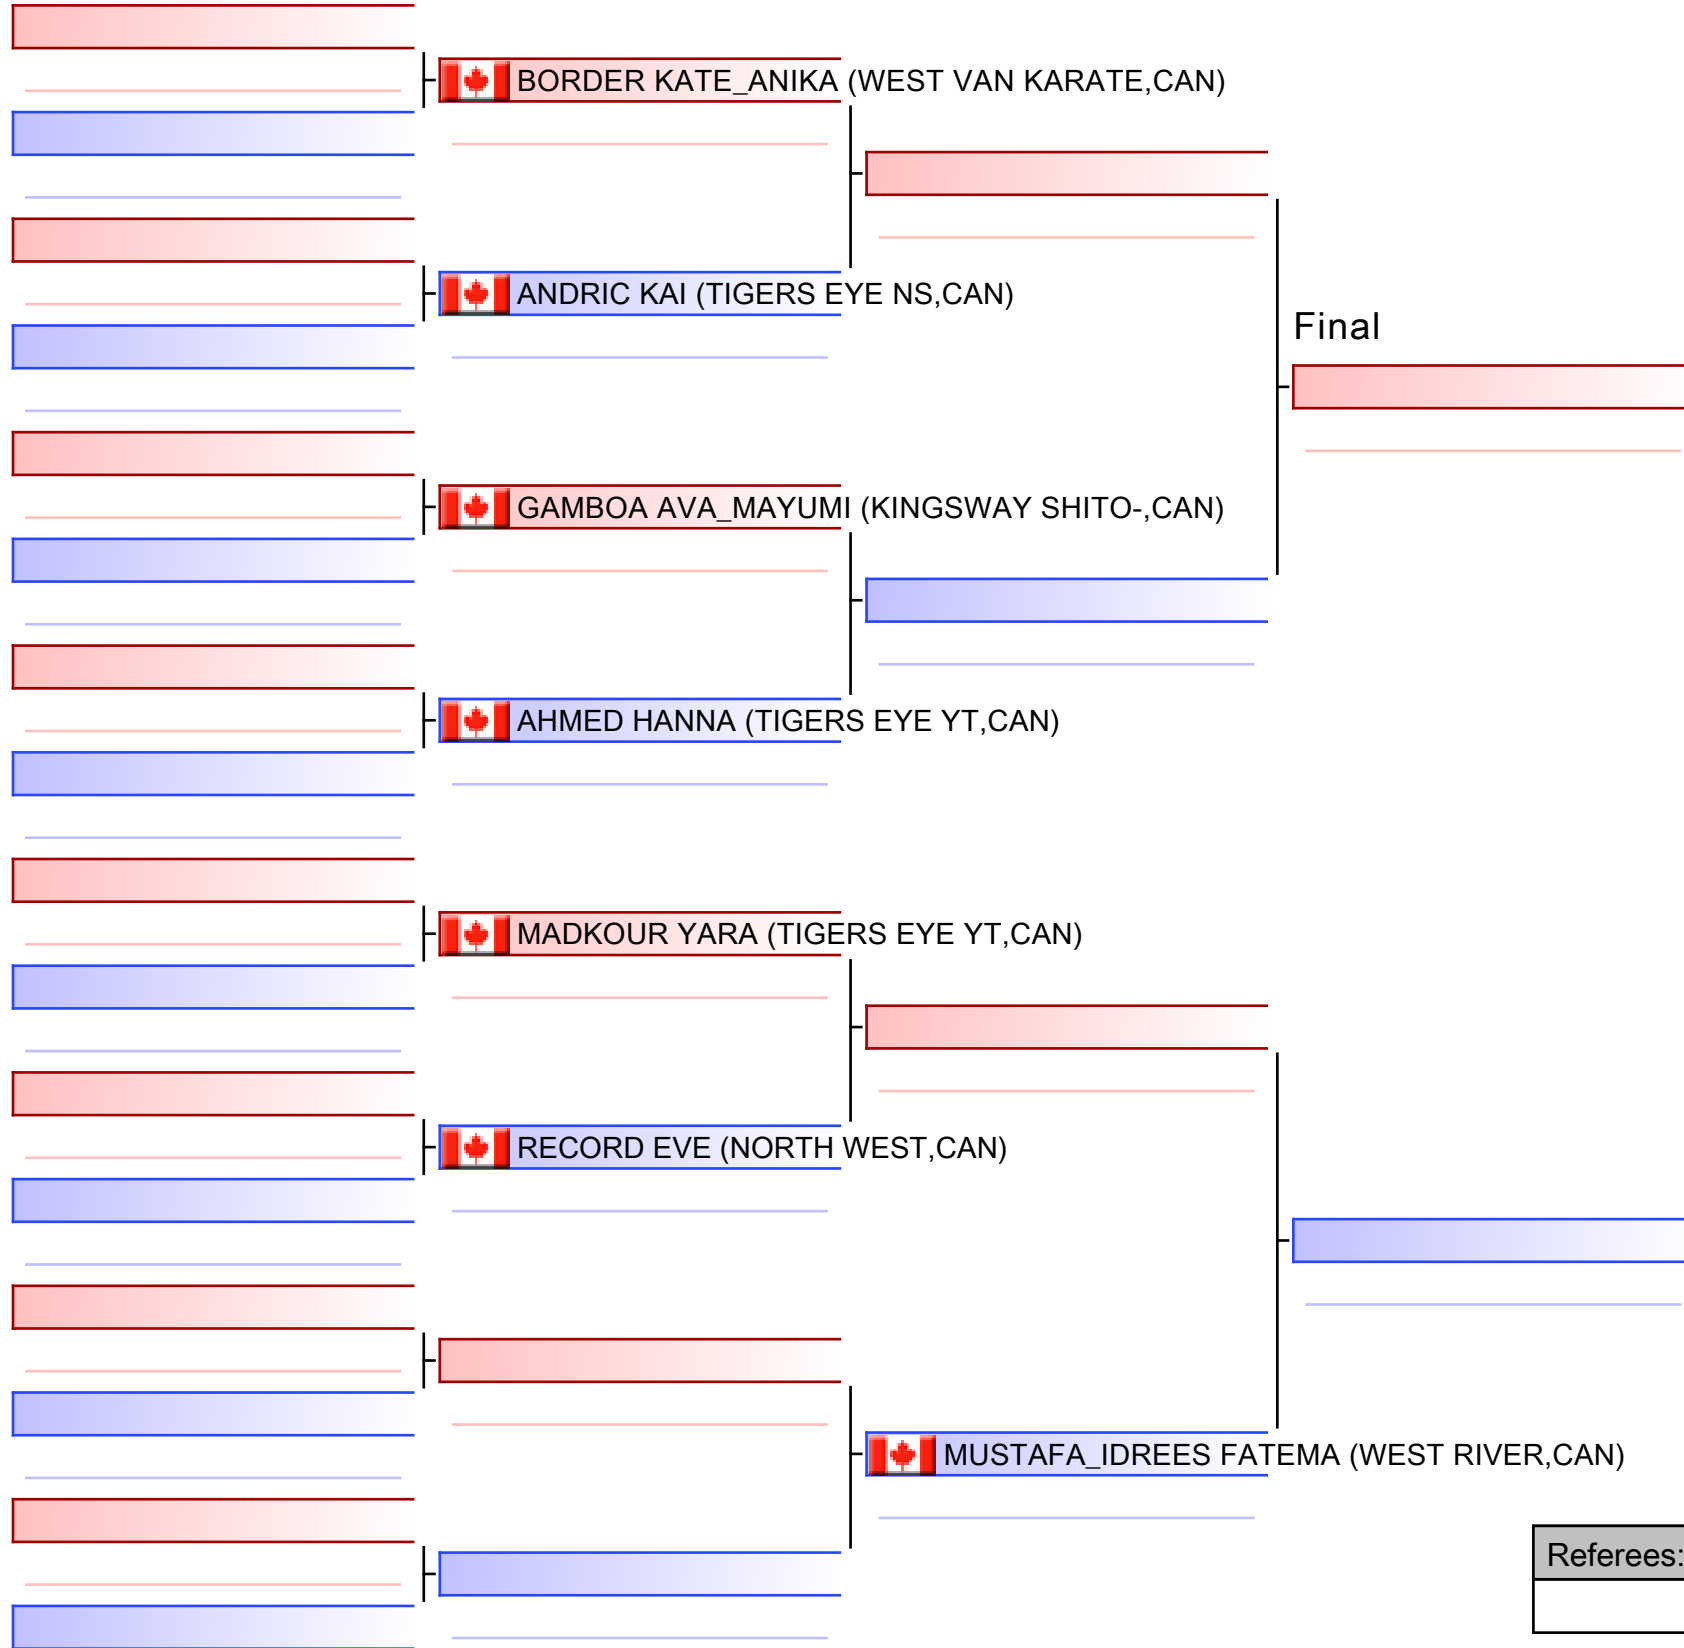 BORDER KATE_ANIKA (WEST VAN KARATE,CAN)
ANDRIC KAI (TIGERS EYE NS,CAN)
Final
GAMBOA AVA_MAYUMI (KINGSWAY SHITO-,CAN)
AHMED HANNA (TIGERS EYE YT,CAN)
MADKOUR YARA (TIGERS EYE YT,CAN)
RECORD EVE (NORTH WEST,CAN)
MUSTAFA_IDREES FATEMA (WEST RIVER,CAN)
Referees: